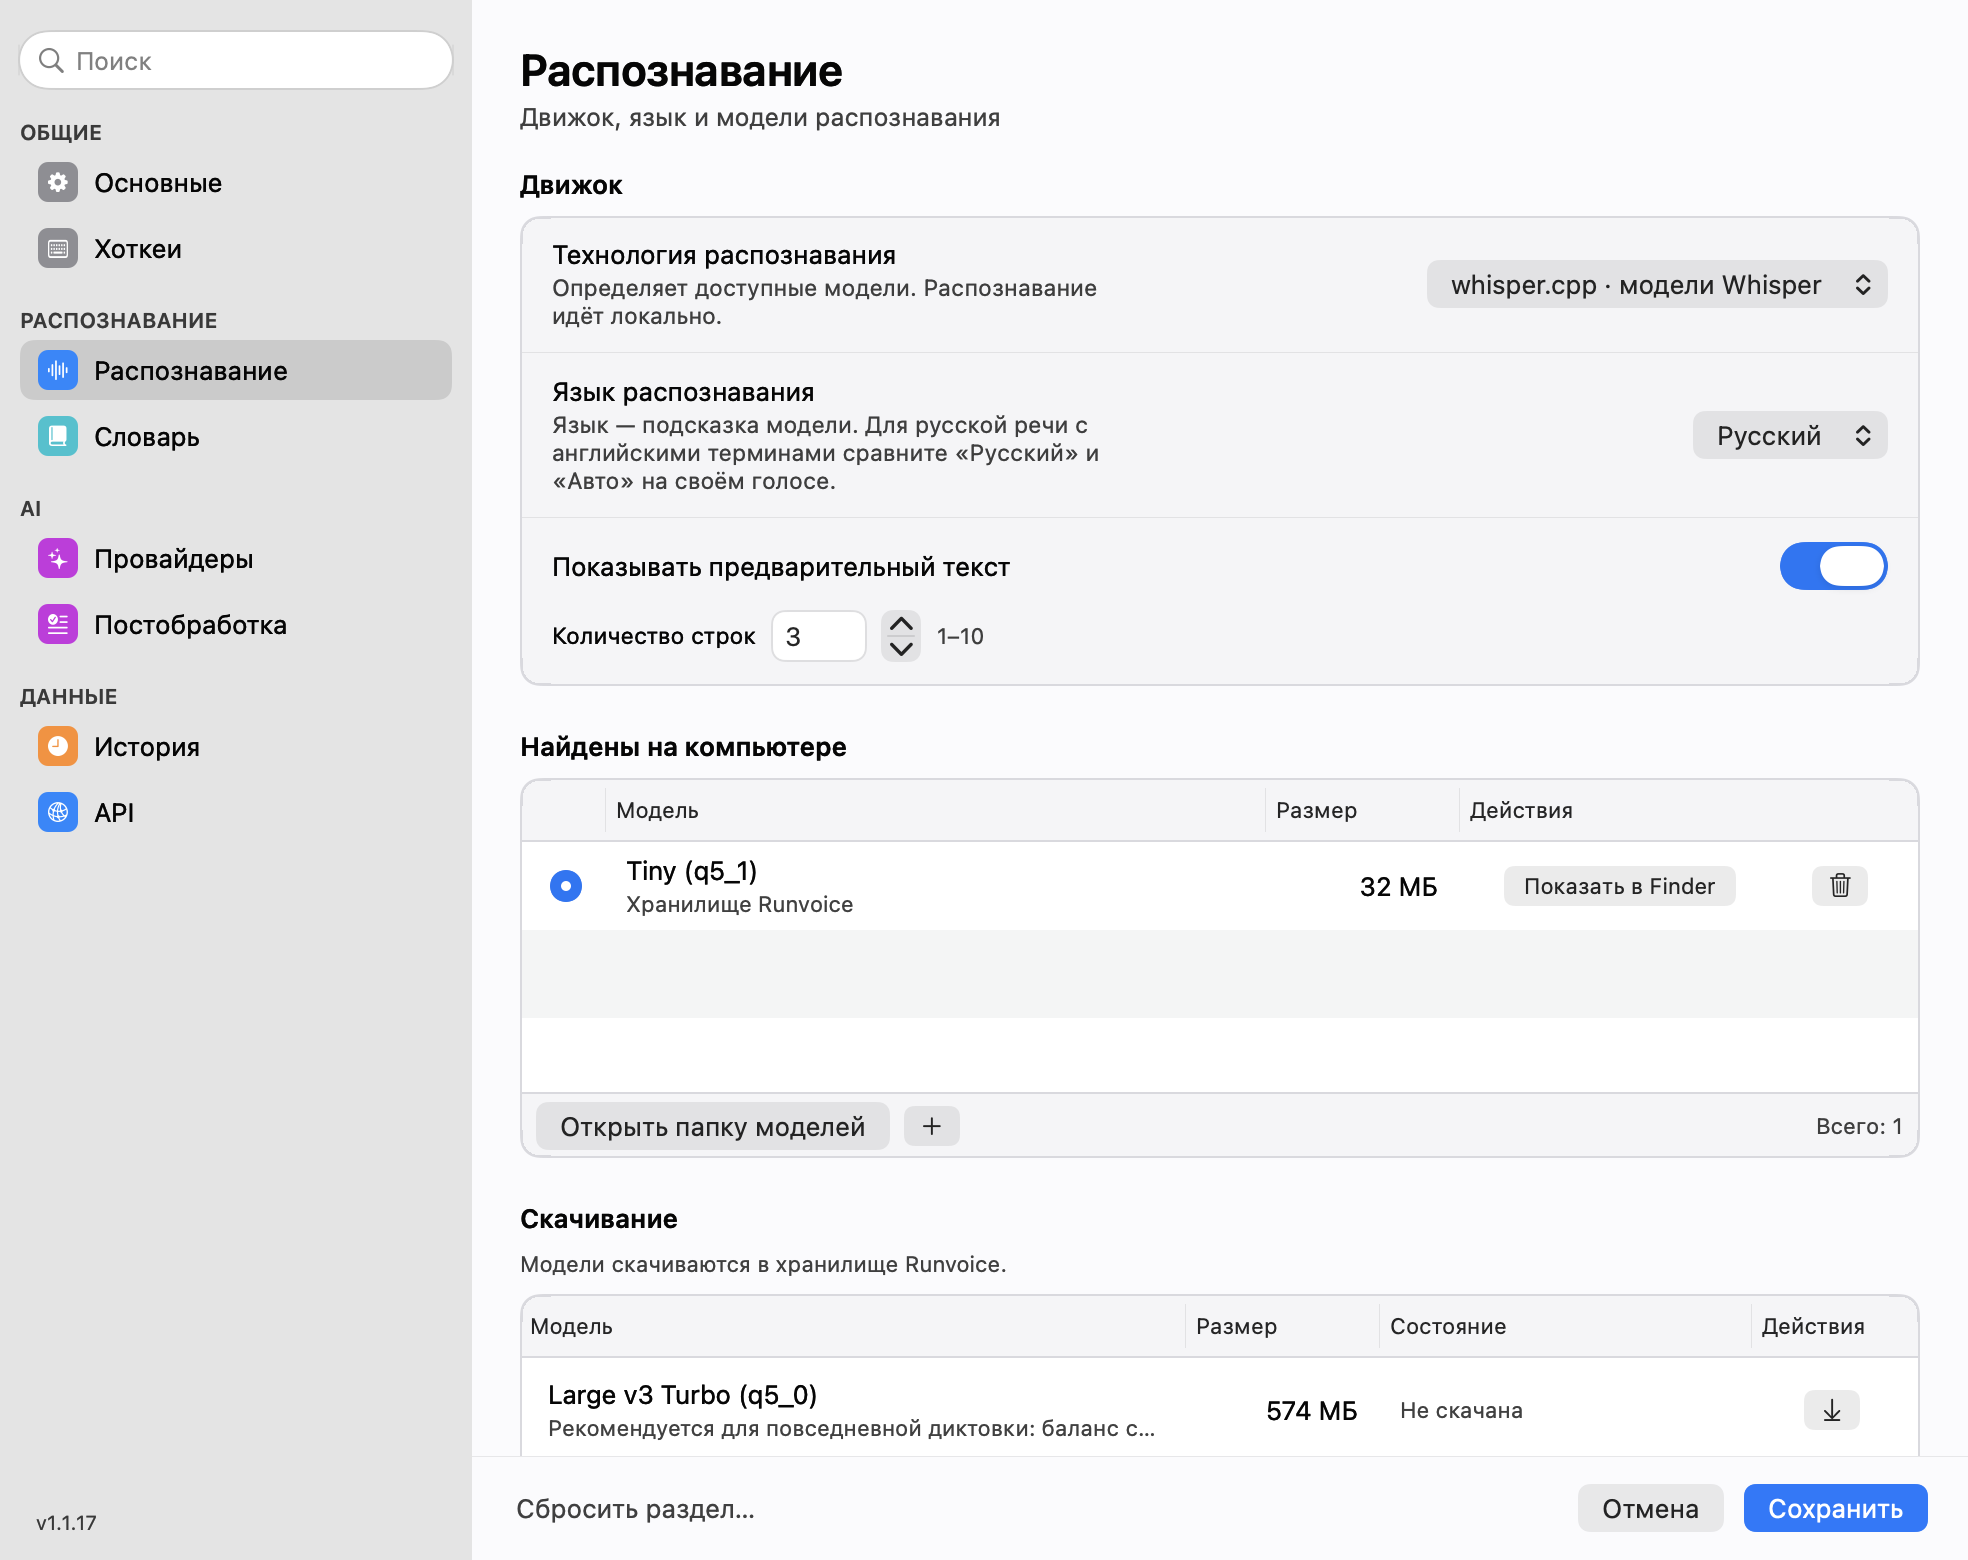 Поиск
ОБЩИЕ
Основные
Хоткеи
РАСПОЗНАВАНИЕ
Распознавание
Словарь
AI
Провайдеры
Постобработка
ДАННЫЕ
История
API
v1.1.17
Распознавание
Движок, язык и модели распознавания
Движок
Технология распознавания
Определяет доступные модели. Распознавание
идёт локально.
whisper.cpp · модели Whisper
Язык распознавания
Язык — подсказка модели. Для русской речи с
английскими терминами сравните «Русский» и
«Авто» на своём голосе.
Русский
Показывать предварительный текст
Количество строк 3 1–10
Найдены на компьютере
Модель Размер Действия
Tiny (q5_1)
Хранилище Runvoice
32 МБ Показать в Finder
Открыть папку моделей + Всего: 1
Скачивание
Модели скачиваются в хранилище Runvoice.
Модель Размер Состояние Действия
Large v3 Turbo (q5_0)
Рекомендуется для повседневной диктовки: баланс с...
574 МБ Не скачана
Сбросить раздел... Отмена Сохранить